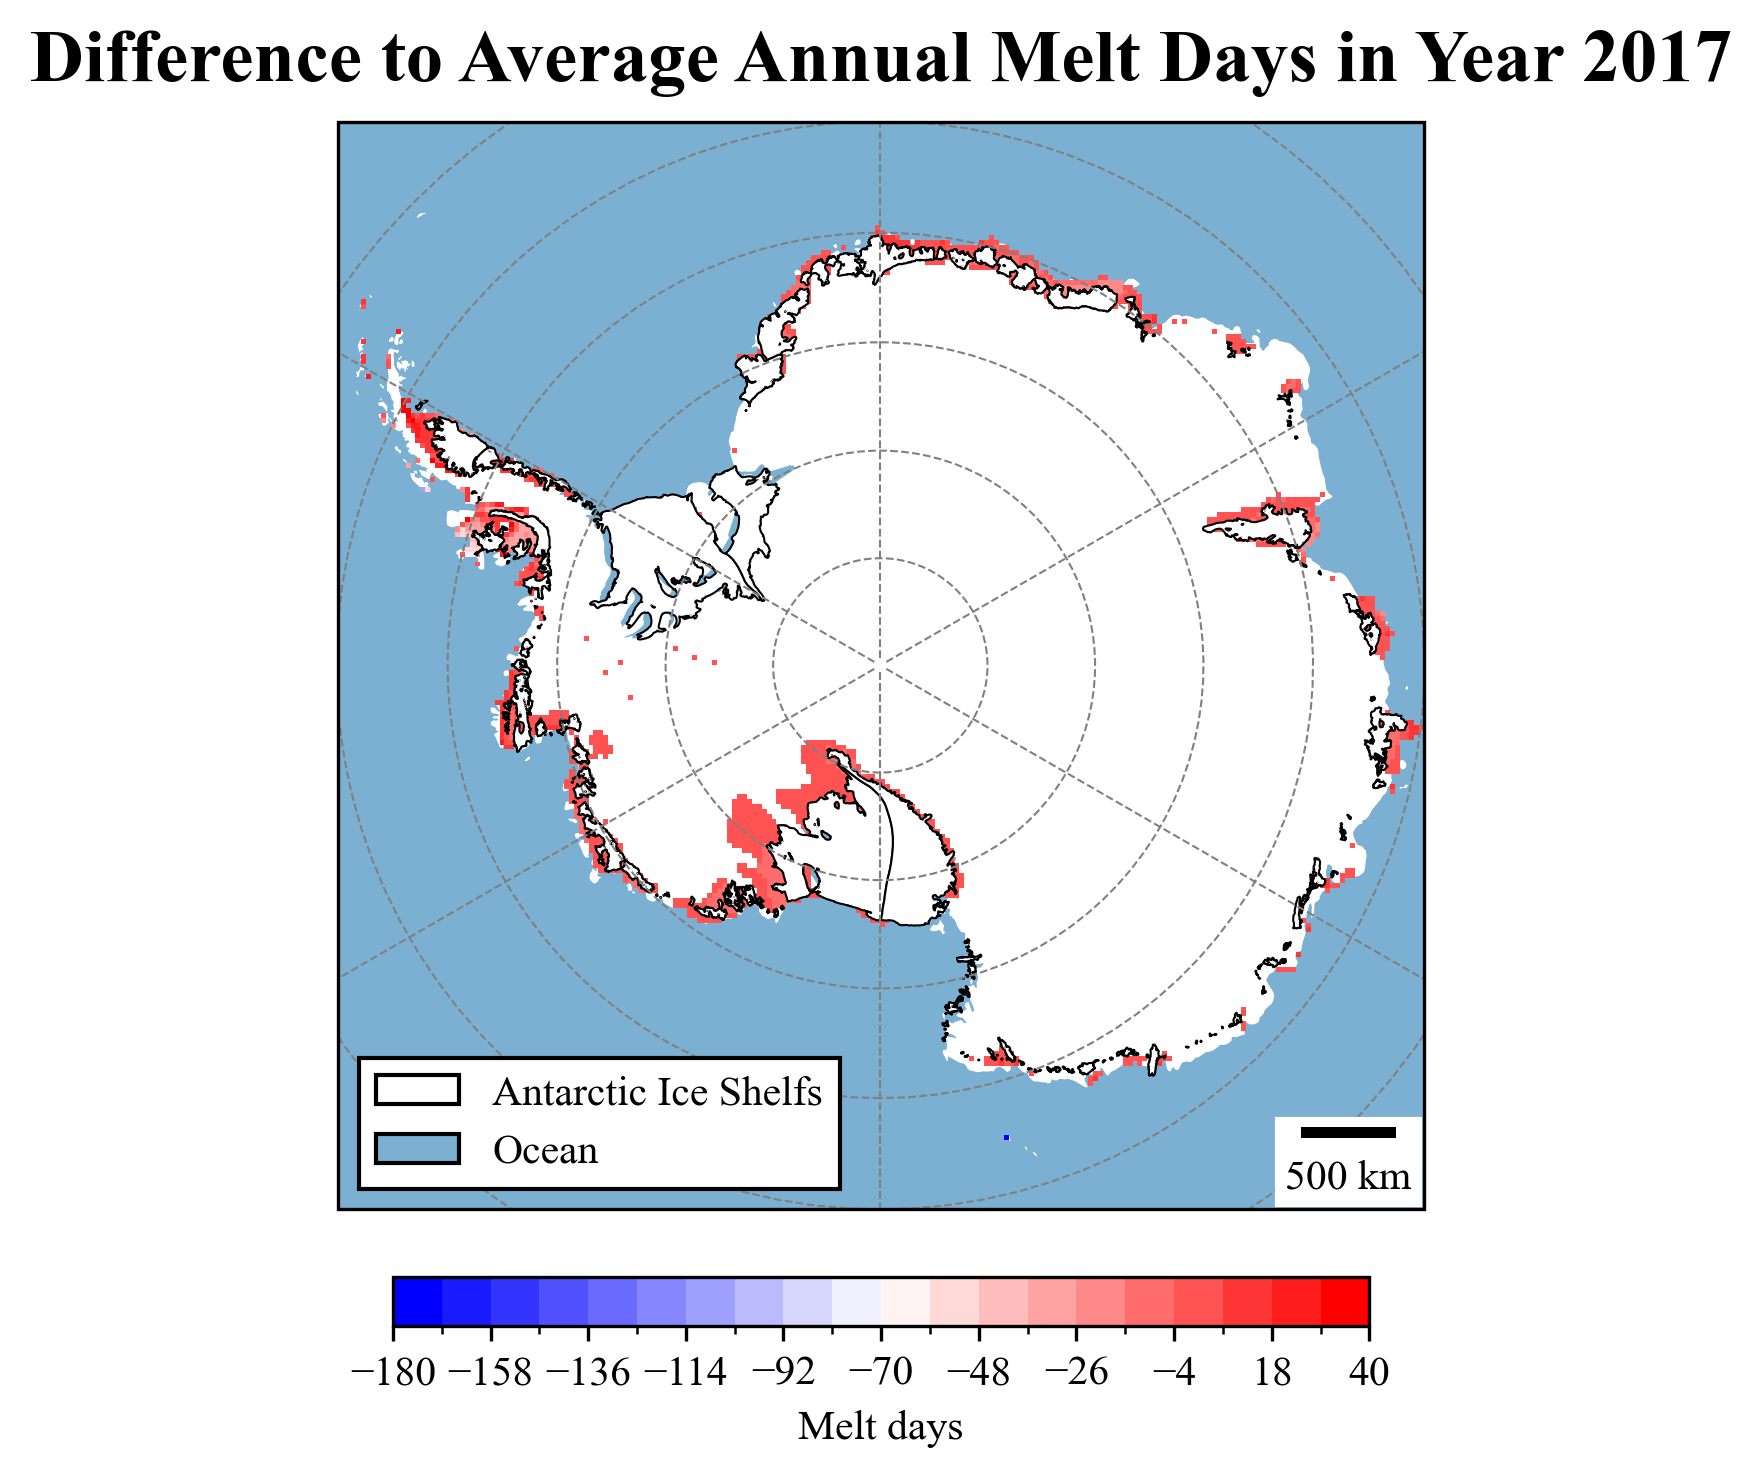 Difference to Average Annual Melt Days in Year 2017
Antarctic Ice Shelfs
Ocean
500 km
−180 −158 −136 −114 −92 −70 −48 −26 −4 18 40
Melt days